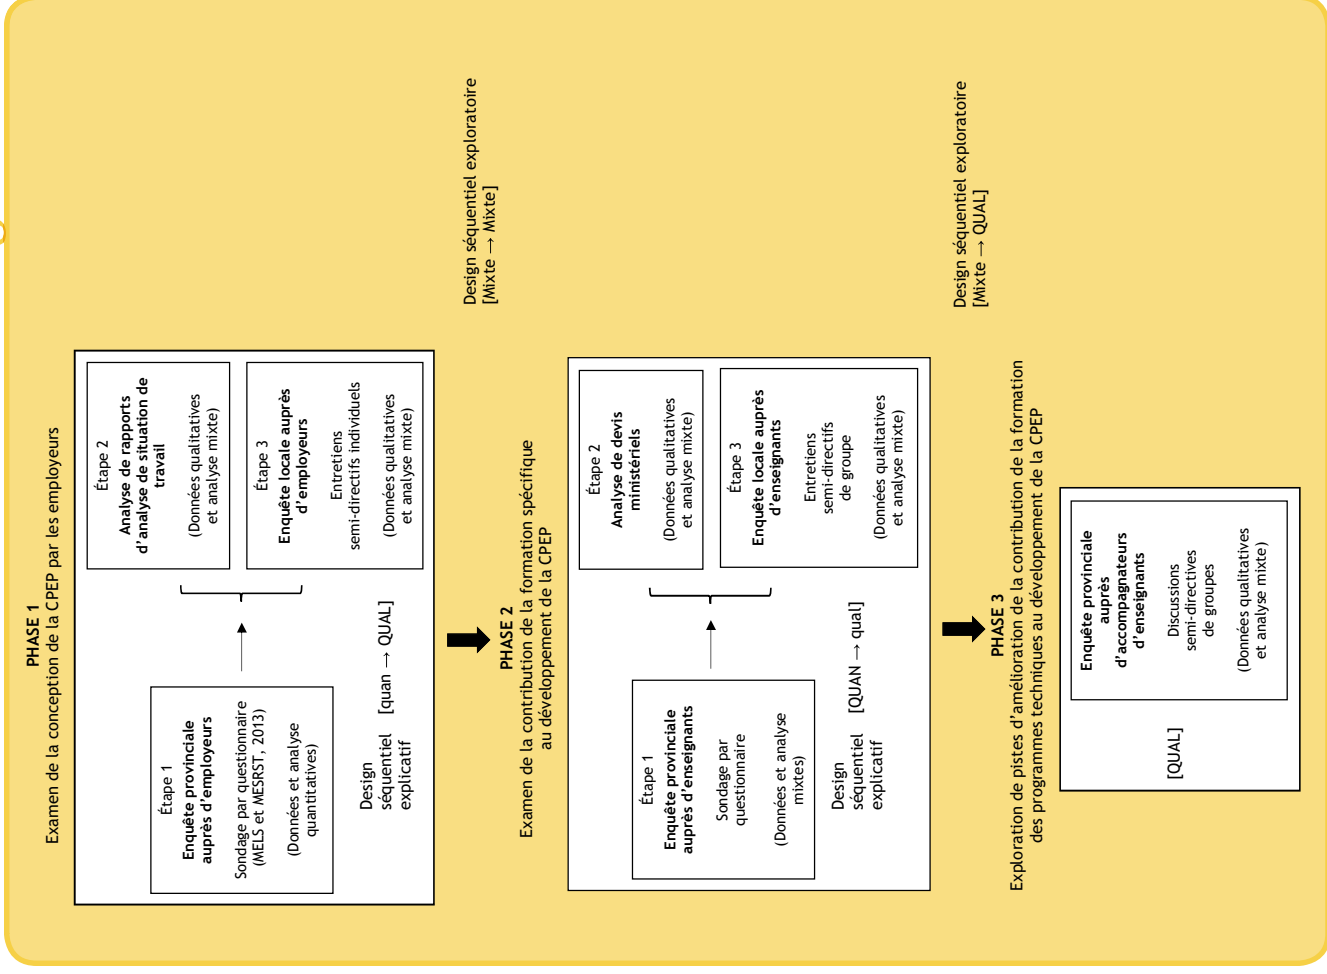 PHASE 1
Examen de la conception de la CPEP par les employeurs
Étape 1
Enquête provinciale
auprès d’employeurs
Sondage par questionnaire
(MELS et MESRST, 2013)
(Données et analyse
quantitatives)
Étape 2
Analyse de rapports
d’analyse de situation de
travail
(Données qualitatives
et analyse mixte)
Étape 3
Enquête locale auprès
d’employeurs
Entretiens
semi-directifs individuels
(Données qualitatives
et analyse mixte)
Design
séquentiel [quan → QUAL]
explicatif
Design séquentiel exploratoire
[Mixte → Mixte]
PHASE 2
Examen de la contribution de la formation spécifique
au développement de la CPEP
Étape 1
Enquête provinciale
auprès d’enseignants
Sondage par
questionnaire
(Données et analyse
mixtes)
Étape 2
Analyse de devis
ministériels
(Données qualitatives
et analyse mixte)
Étape 3
Enquête locale auprès
d’enseignants
Entretiens
semi-directifs
de groupe
(Données qualitatives
et analyse mixte)
Design
séquentiel [QUAN → qual]
explicatif
Design séquentiel exploratoire
[Mixte → QUAL]
PHASE 3
Exploration de pistes d’amélioration de la contribution de la formation
des programmes techniques au développement de la CPEP
Enquête provinciale
auprès
d’accompagnateurs
d’enseignants
Discussions
semi-directives
de groupes
(Données qualitatives
et analyse mixte)
[QUAL]